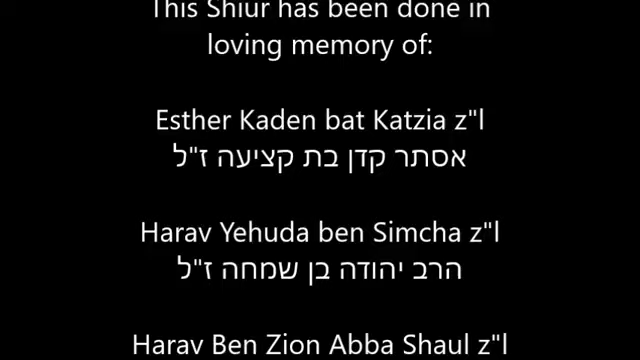 This Shiur has been done in
loving memory of:
Esther Kaden bat Katzia z"l
אסתר קדן בת קציעה ז"ל
Harav Yehuda ben Simcha z"l
הרב יהודה בן שמחה ז"ל
Harav Ben Zion Abba Shaul z"l